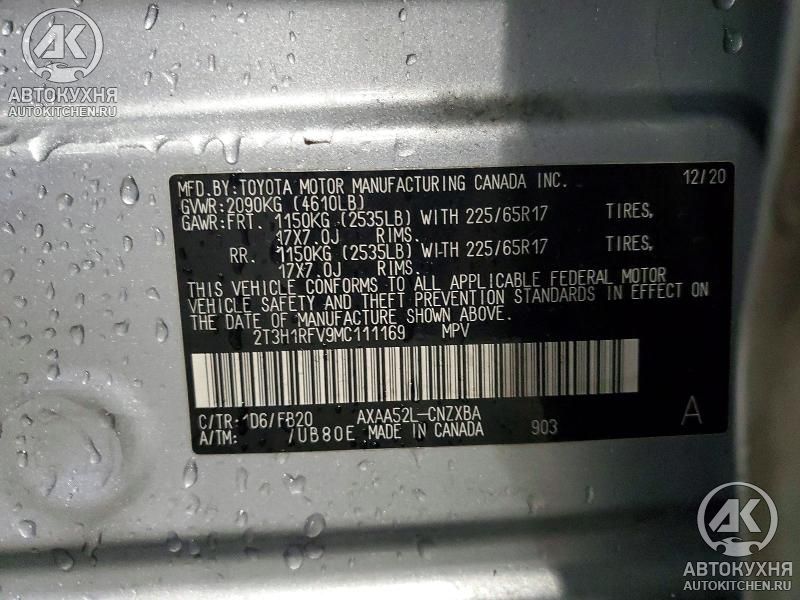 AK
АВТОКУХНЯ
AUTOKITCHEN.RU
MFD.BY:TOYOTA MOTOR MANUFACTURING CANADA INC. 12/20
GVWR:2090KG (4610LB)
GAWR:FRT. 1150KG (2535LB) WITH 225/65R17 TIRES,
17X7.0J RIMS.
RR. 1150KG (2535LB) WITH 225/65R17 TIRES,
17X7.0J RIMS.
THIS VEHICLE CONFORMS TO ALL APPLICABLE FEDERAL MOTOR
VEHICLE SAFETY AND THEFT PREVENTION STANDARDS IN EFFECT ON
THE DATE OF MANUFACTURE SHOWN ABOVE.
2T3H1RFV9MC111169 MPV
C/TR:1D6/FB20 AXAA52L-CNZXBA A
A/TM: /UB80E MADE IN CANADA 903
AK
АВТОКУХНЯ
AUTOKITCHEN.RU